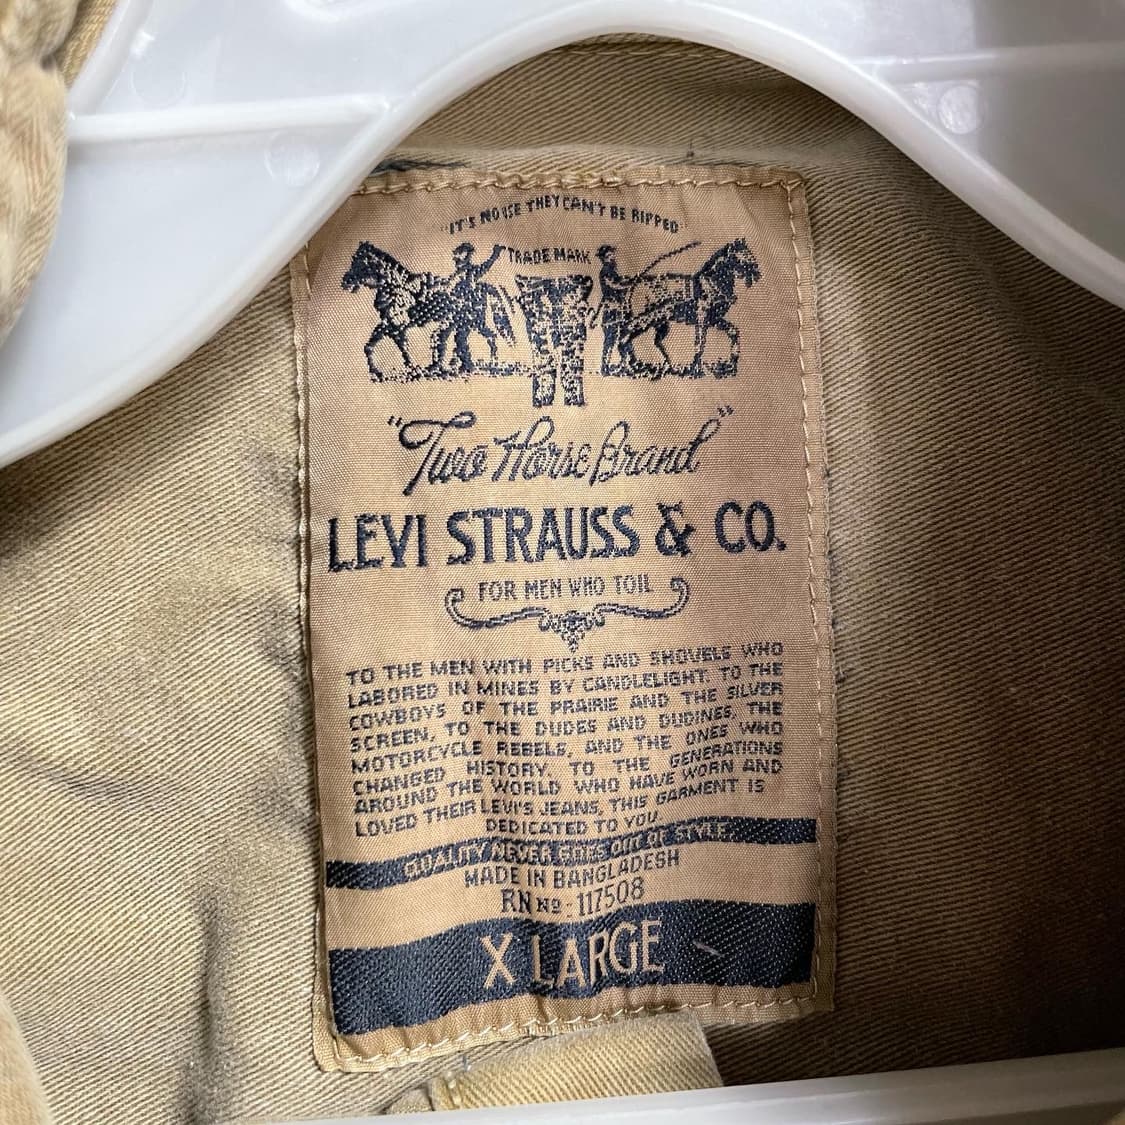 "IT'S NO USE THEY CAN'T BE RIPPED"
TRADE MARK
"Two Horse Brand"
LEVI STRAUSS & CO.
FOR MEN WHO TOIL
TO THE MEN WITH PICKS AND SHOVELS WHO
LABORED IN MINES BY CANDLELIGHT. TO THE
COWBOYS OF THE PRAIRIE AND THE SILVER
SCREEN, TO THE DUDES AND DUDINES, THE
MOTORCYCLE REBELS, AND THE ONES WHO
CHANGED HISTORY. TO THE GENERATIONS
AROUND THE WORLD WHO HAVE WORN AND
LOVED THEIR LEVI'S JEANS, THIS GARMENT IS
DEDICATED TO YOU.
QUALITY NEVER GOES OUT OF STYLE.
MADE IN BANGLADESH
RN No: 117508
X LARGE